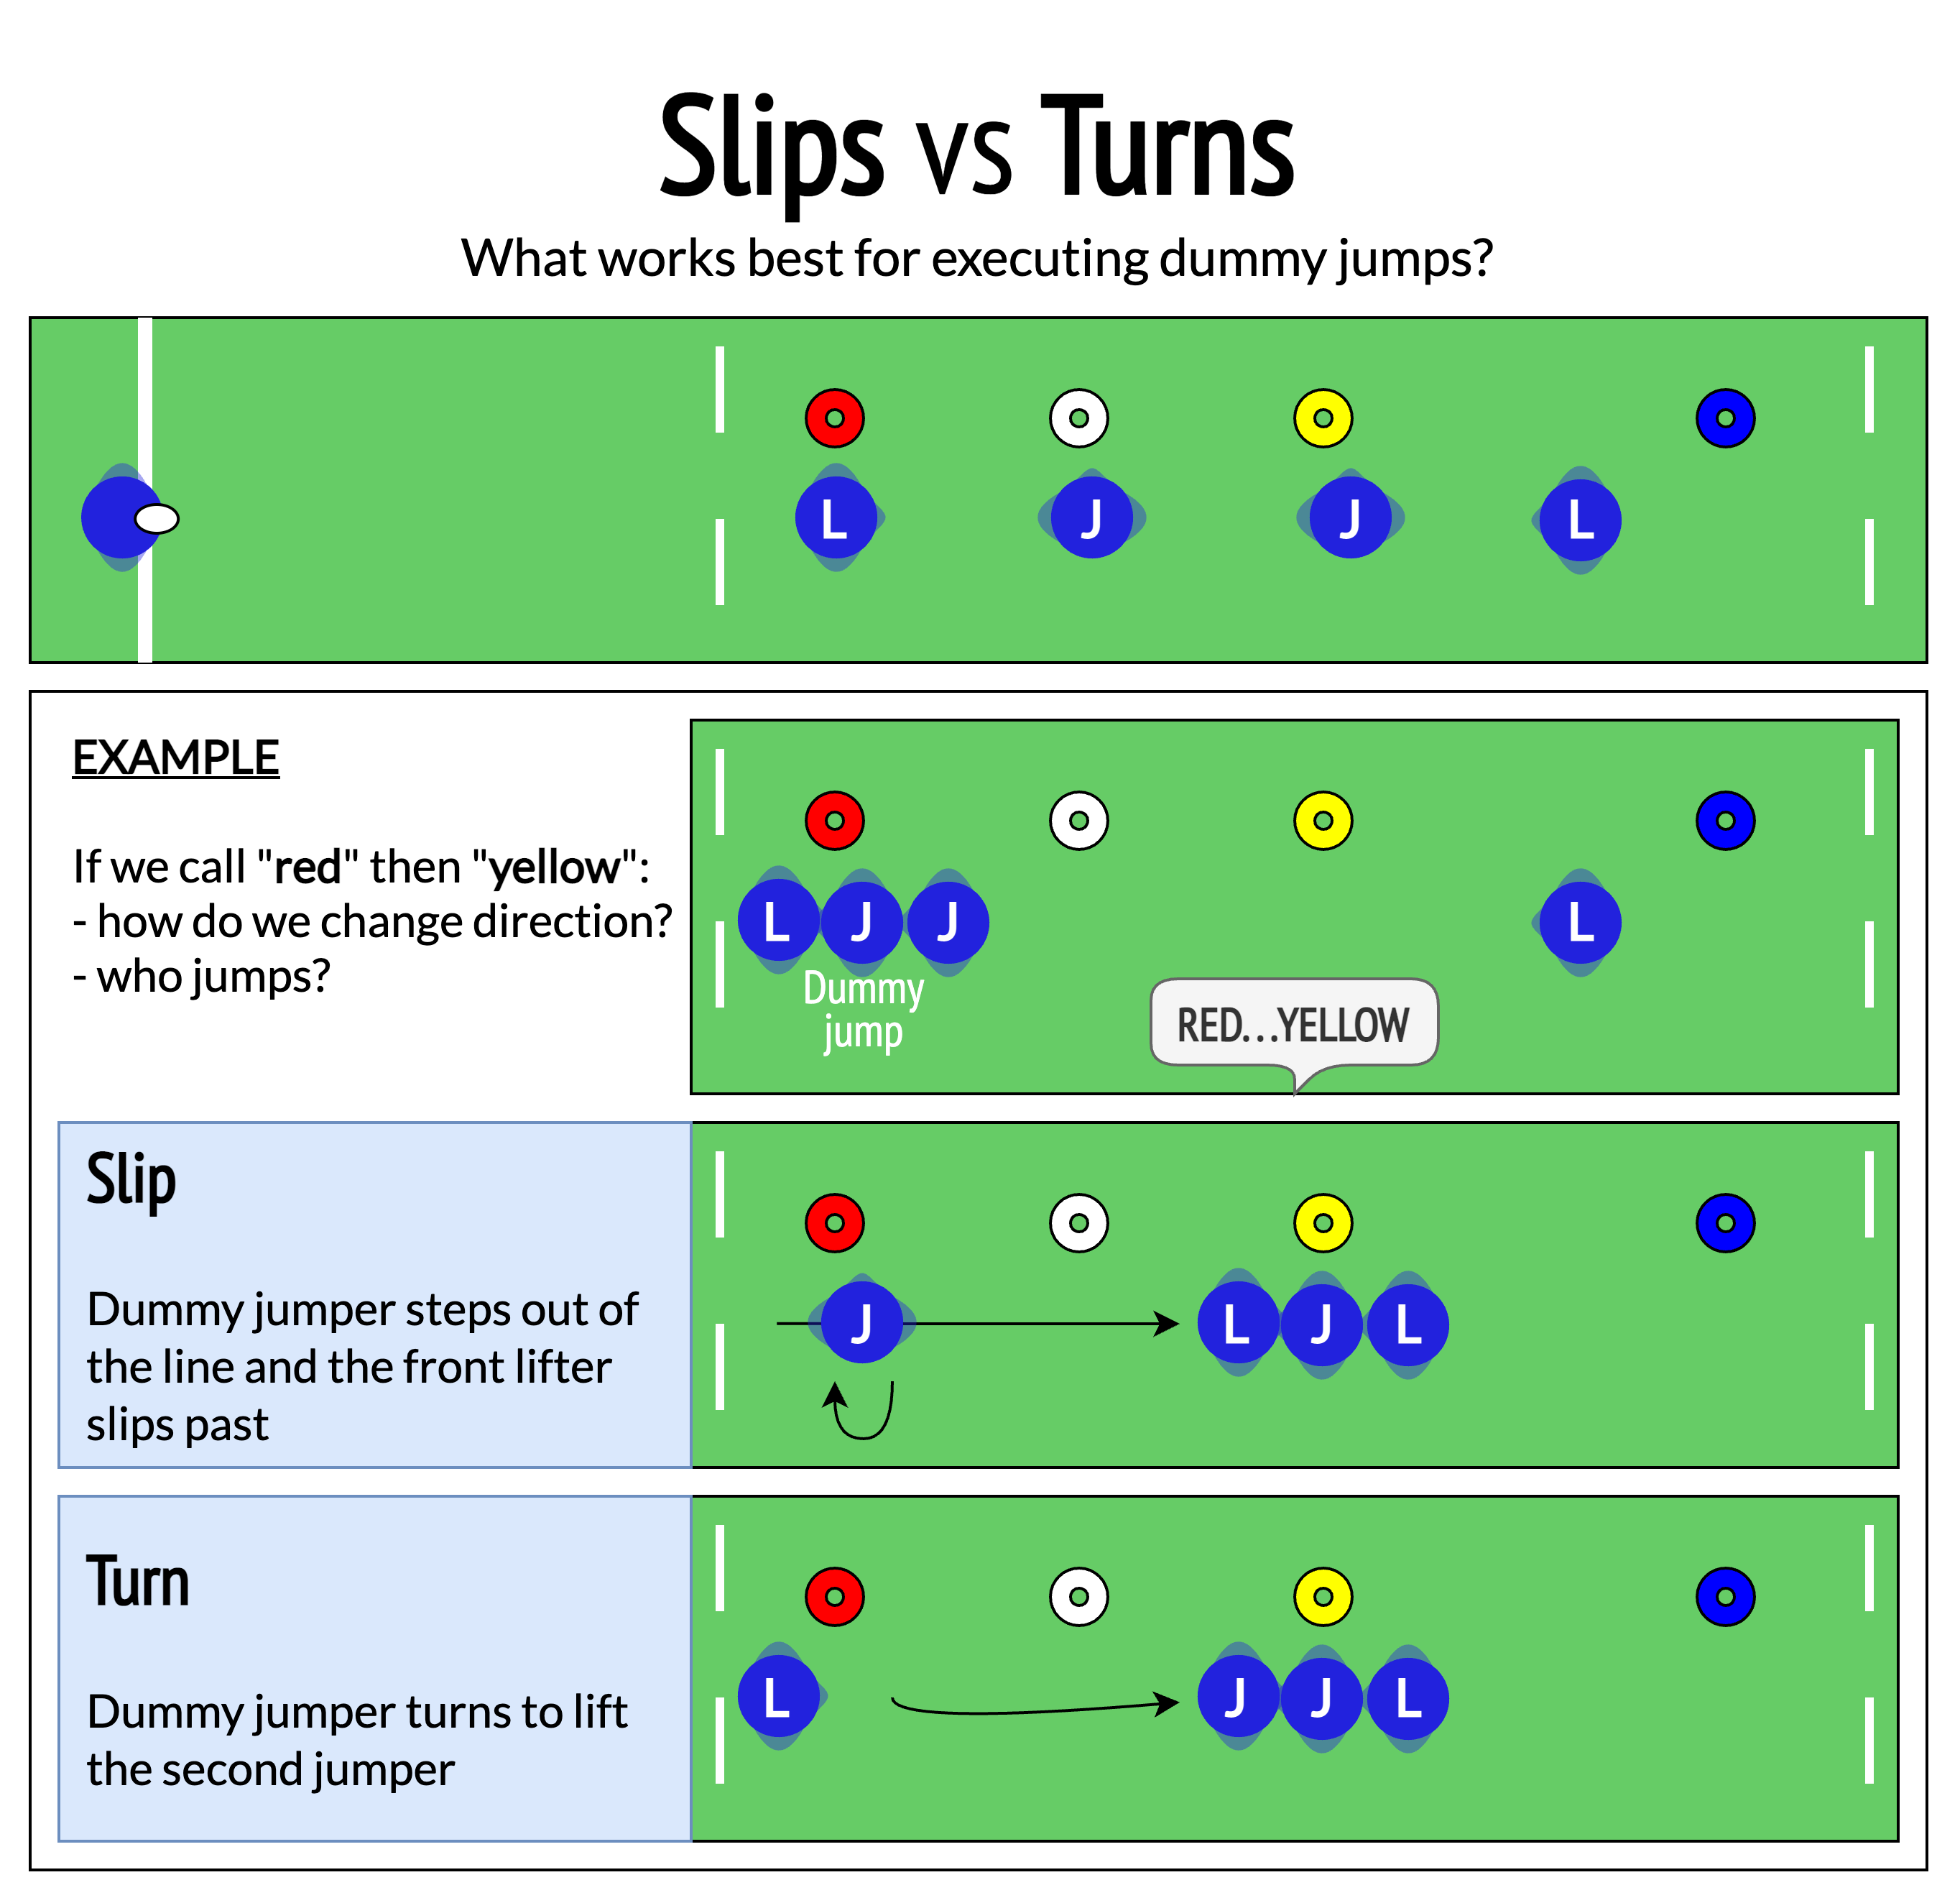 Slips vs Turns
What works best for executing dummy jumps?
L J J L
EXAMPLE
If we call "red" then "yellow":
- how do we change direction?
- who jumps?
L J J L
Dummy
jump
RED...YELLOW
Slip
Dummy jumper steps out of
the line and the front lifter
slips past
J L J L
Turn
Dummy jumper turns to lift
the second jumper
L J J L